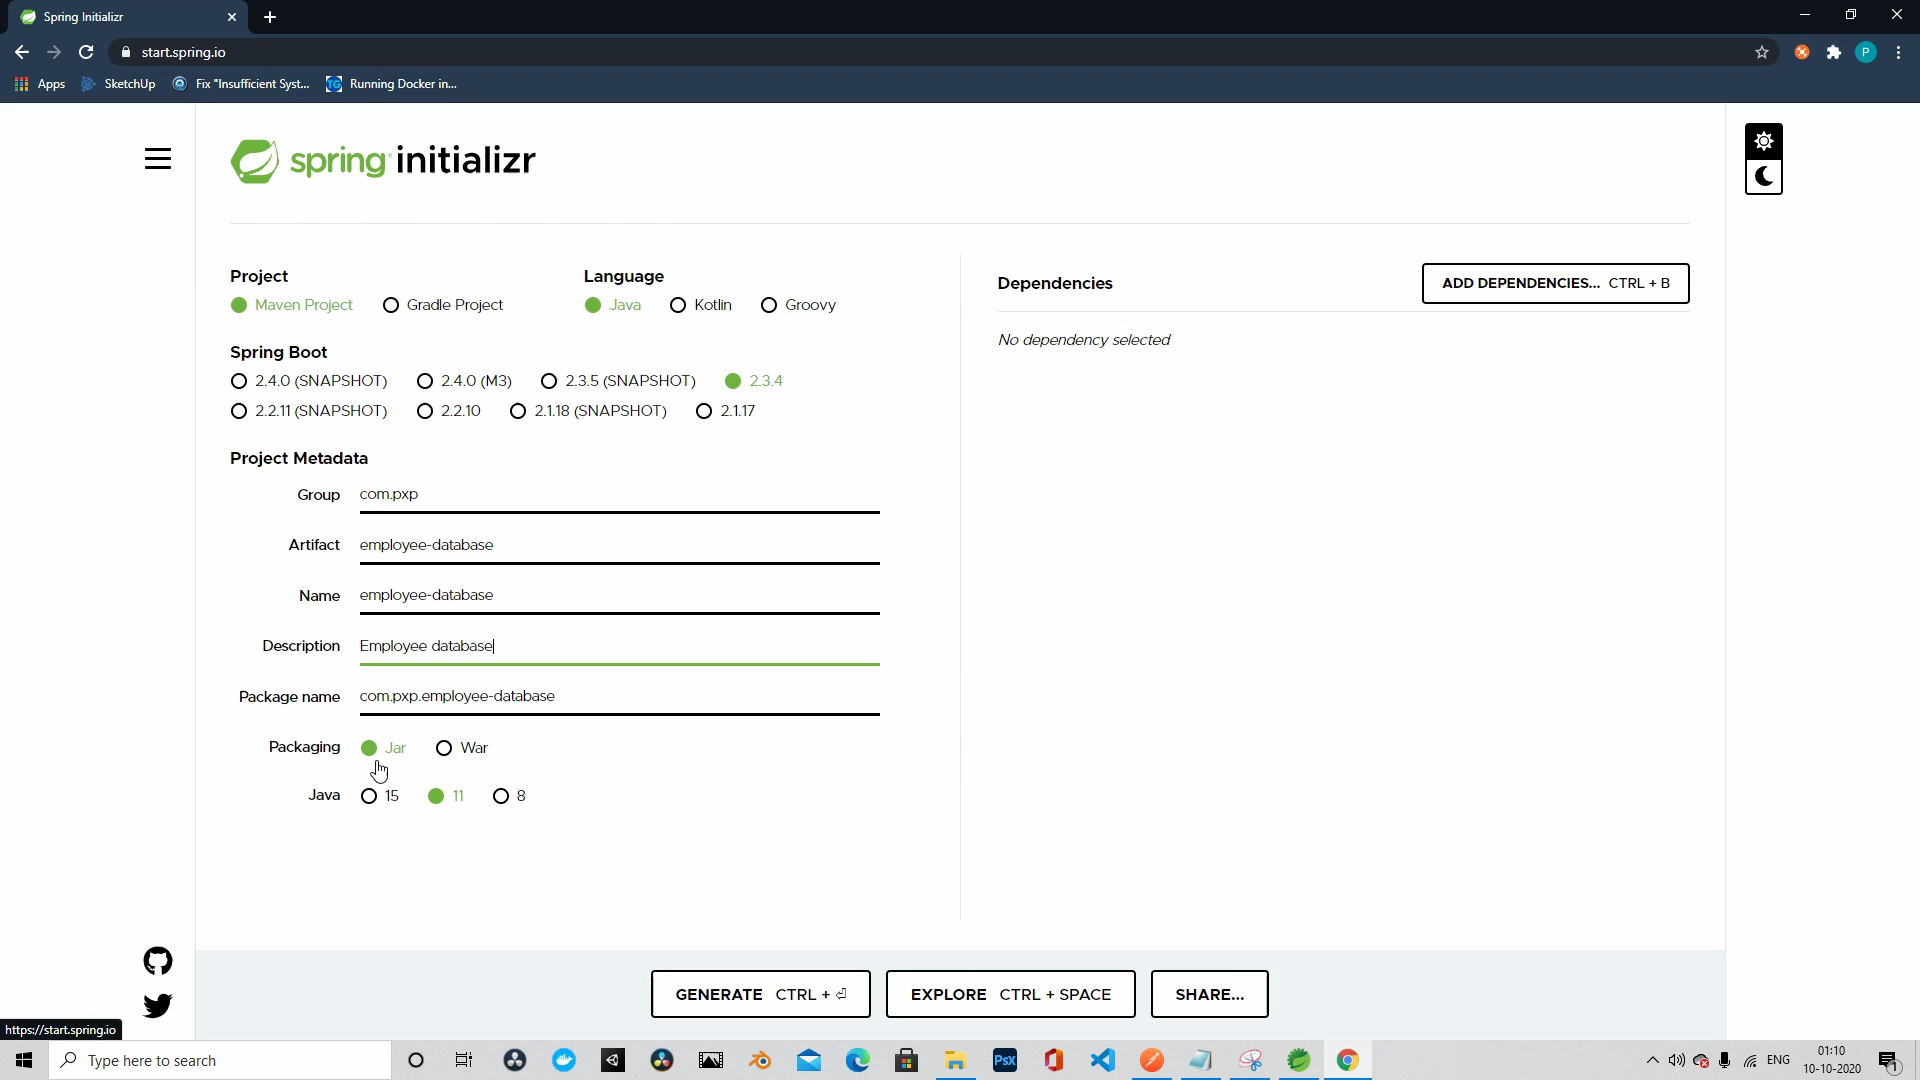 Spring Initializr
start.spring.io
Apps SketchUp Fix "Insufficient Syst... TG Running Docker in...
P
spring initializr
Project
Maven Project Gradle Project
Language
Java Kotlin Groovy
Spring Boot
2.4.0 (SNAPSHOT) 2.4.0 (M3) 2.3.5 (SNAPSHOT) 2.3.4
2.2.11 (SNAPSHOT) 2.2.10 2.1.18 (SNAPSHOT) 2.1.17
Project Metadata
Group com.pxp
Artifact employee-database
Name employee-database
Description Employee database
Package name com.pxp.employee-database
Packaging Jar War
Java 15 11 8
Dependencies ADD DEPENDENCIES... CTRL + B
No dependency selected
GENERATE CTRL + ⏎ EXPLORE CTRL + SPACE SHARE...
https://start.spring.io
Type here to search
PsX
ENG
01:10
10-10-2020
1